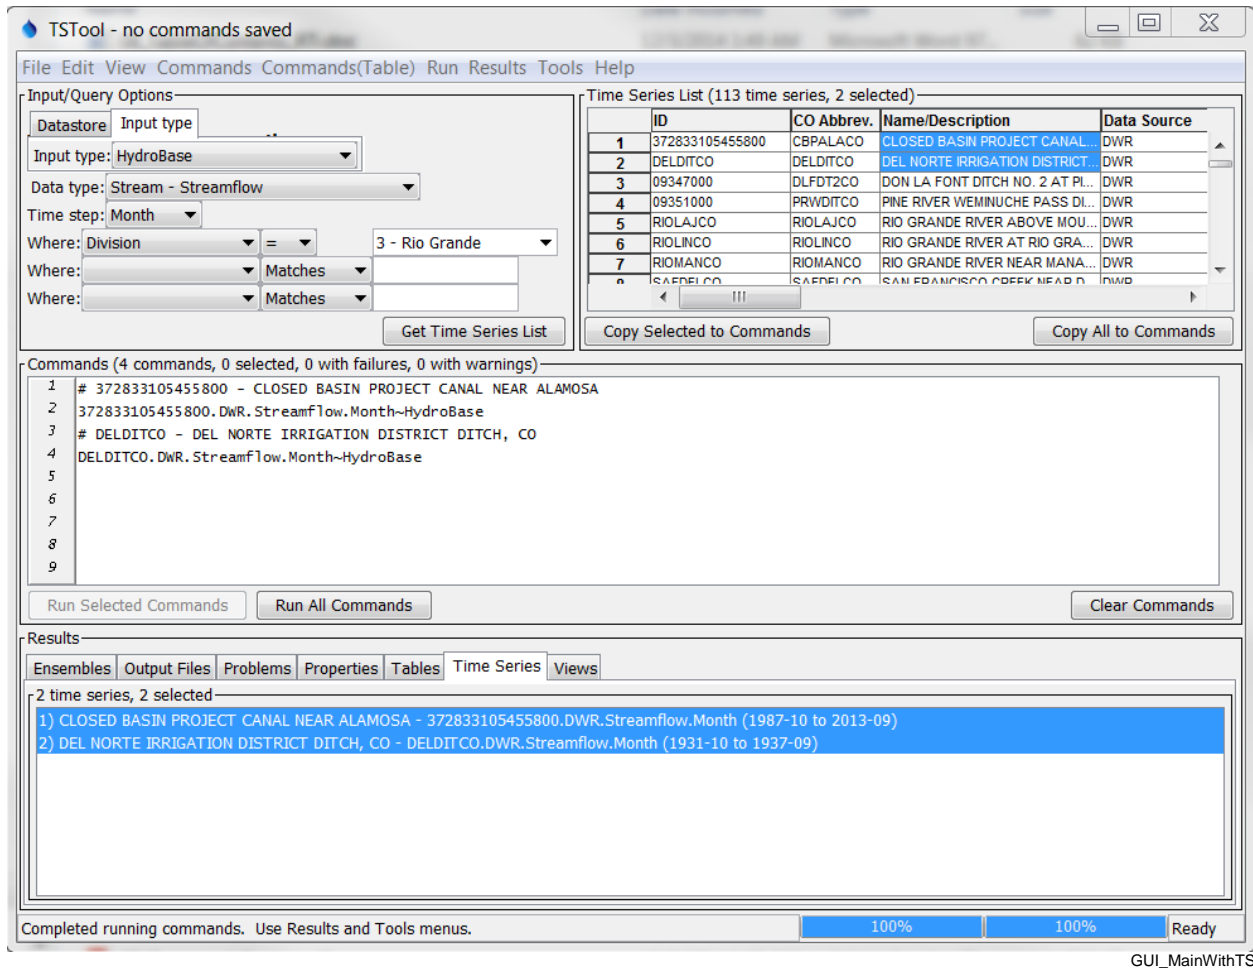 TSTool - no commands saved
File Edit View Commands Commands(Table) Run Results Tools Help
Input/Query Options
Datastore Input type
Input type: HydroBase
Data type: Stream - Streamflow
Time step: Month
Where: Division = 3 - Rio Grande
Where: Matches
Where: Matches
Get Time Series List
Time Series List (113 time series, 2 selected)
ID CO Abbrev. Name/Description Data Source
1 372833105455800 CBPALACO CLOSED BASIN PROJECT CANAL... DWR
2 DELDITCO DELDITCO DEL NORTE IRRIGATION DISTRICT... DWR
3 09347000 DLFDT2CO DON LA FONT DITCH NO. 2 AT PI... DWR
4 09351000 PRWDITCO PINE RIVER WEMINUCHE PASS DI... DWR
5 RIOLAJCO RIOLAJCO RIO GRANDE RIVER ABOVE MOU... DWR
6 RIOLINCO RIOLINCO RIO GRANDE RIVER AT RIO GRA... DWR
7 RIOMANCO RIOMANCO RIO GRANDE RIVER NEAR MANA... DWR
8 SAFDELCO SAFDELCO SAN FRANCISCO CREEK NEAR D... DWR
Copy Selected to Commands Copy All to Commands
Commands (4 commands, 0 selected, 0 with failures, 0 with warnings)
1 # 372833105455800 - CLOSED BASIN PROJECT CANAL NEAR ALAMOSA
2 372833105455800.DWR.Streamflow.Month~HydroBase
3 # DELDITCO - DEL NORTE IRRIGATION DISTRICT DITCH, CO
4 DELDITCO.DWR.Streamflow.Month~HydroBase
5
6
7
8
9
Run Selected Commands Run All Commands Clear Commands
Results
Ensembles Output Files Problems Properties Tables Time Series Views
2 time series, 2 selected
1) CLOSED BASIN PROJECT CANAL NEAR ALAMOSA - 372833105455800.DWR.Streamflow.Month (1987-10 to 2013-09)
2) DEL NORTE IRRIGATION DISTRICT DITCH, CO - DELDITCO.DWR.Streamflow.Month (1931-10 to 1937-09)
Completed running commands. Use Results and Tools menus. 100% 100% Ready
GUI_MainWithTS